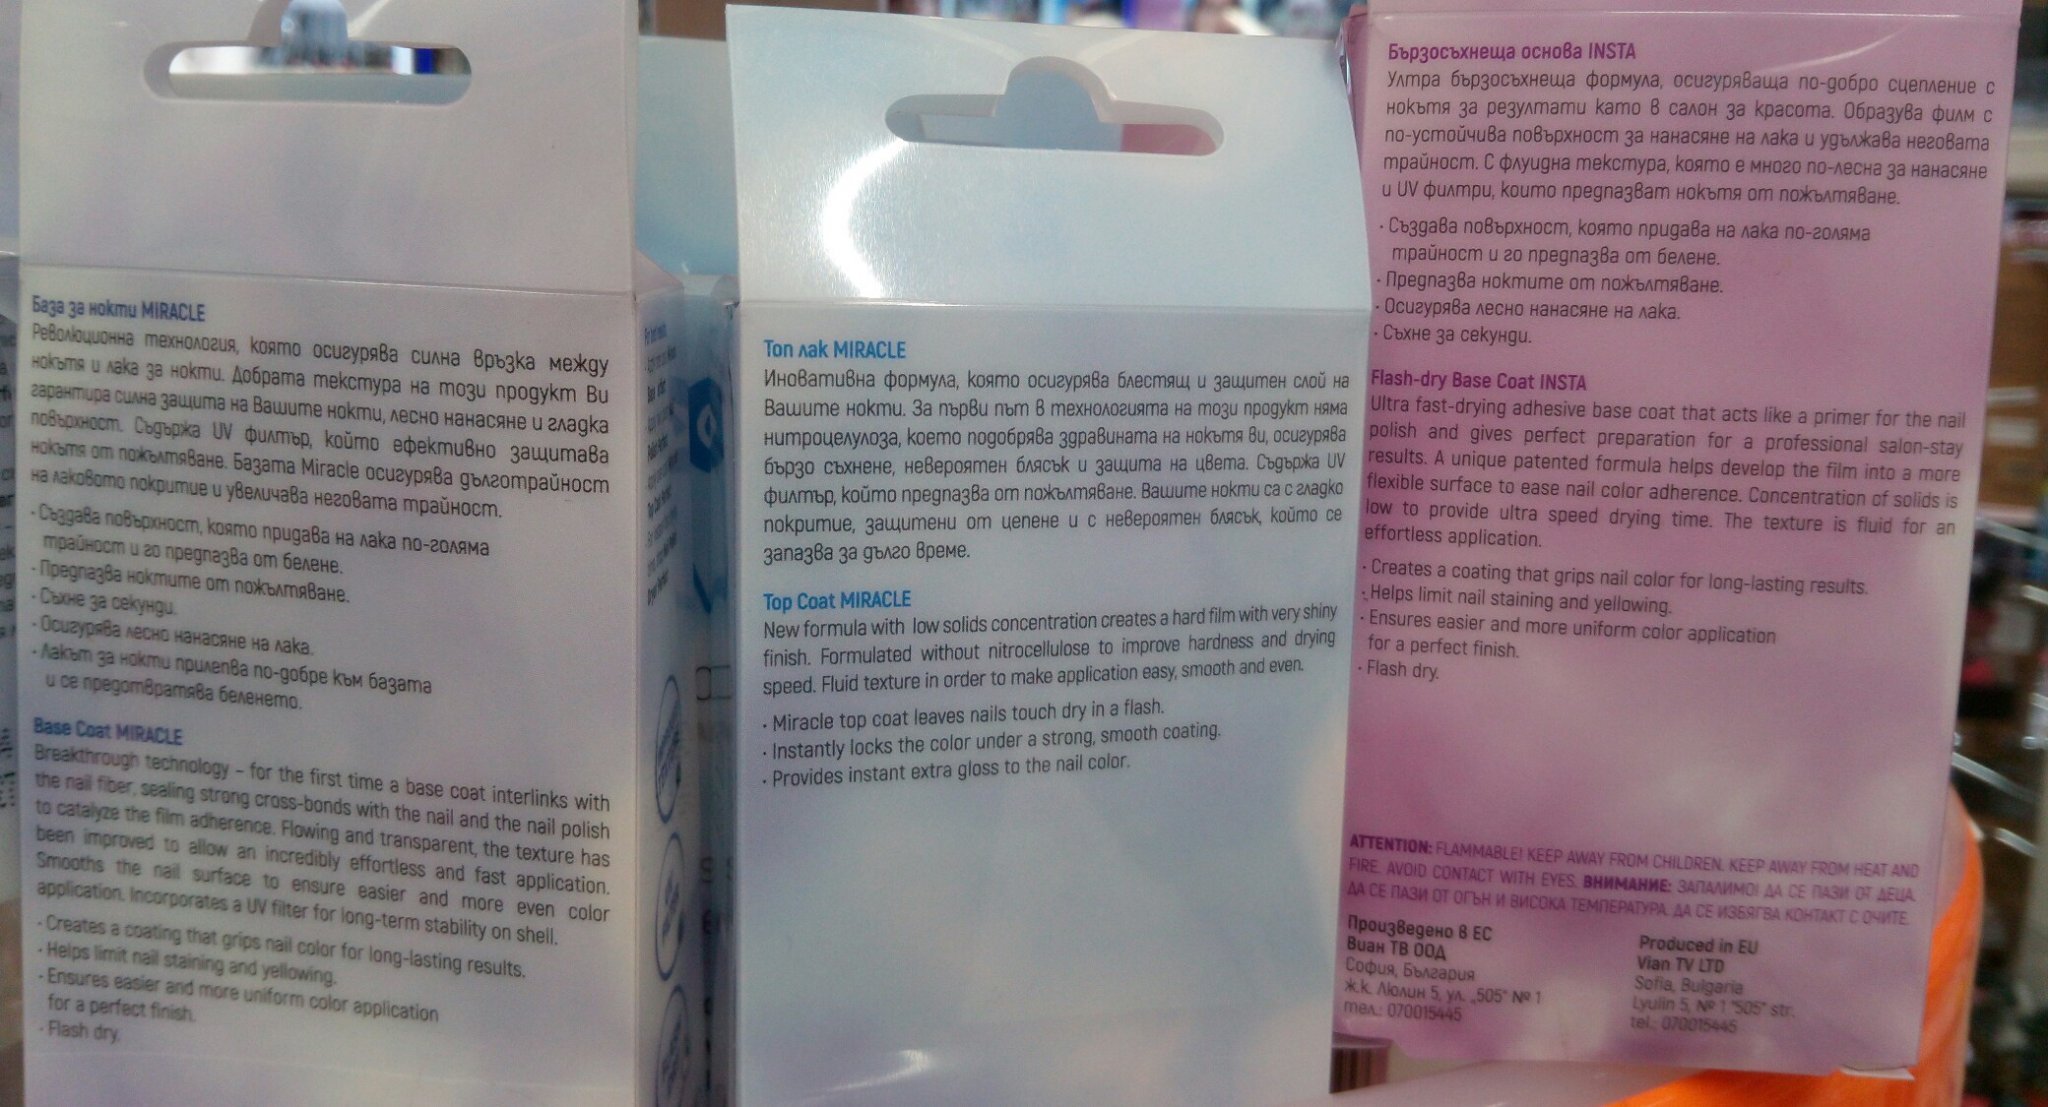 База за нокти MIRACLE
Революционна технология, която осигурява силна връзка между
нокътя и лака за нокти. Добрата текстура на този продукт Ви
гарантира силна защита на Вашите нокти, лесно нанасяне и гладка
повърхност. Съдържа UV филтър, който ефективно защитава
нокътя от пожълтяване. Базата Miracle осигурява дълготрайност
на лаковото покритие и увеличава неговата трайност.
· Създава повърхност, която придава на лака по-голяма
трайност и го предпазва от белене.
· Предпазва ноктите от пожълтяване.
· Съхне за секунди.
· Осигурява лесно нанасяне на лака.
· Лакът за нокти прилепва по-добре към базата
и се предотвратява беленето.
Base Coat MIRACLE
Breakthrough technology – for the first time a base coat interlinks with
the nail fiber, sealing strong cross-bonds with the nail and the nail polish
to catalyze the film adherence. Flowing and transparent, the texture has
been improved to allow an incredibly effortless and fast application.
Smooths the nail surface to ensure easier and more even color
application. Incorporates a UV filter for long-term stability on shell.
· Creates a coating that grips nail color for long-lasting results.
· Helps limit nail staining and yellowing.
· Ensures easier and more uniform color application
for a perfect finish.
· Flash dry.
Топ лак MIRACLE
Иновативна формула, която осигурява блестящ и защитен слой на
Вашите нокти. За първи път в технологията на този продукт няма
нитроцелулоза, което подобрява здравината на нокътя ви, осигурява
бързо съхнене, невероятен блясък и защита на цвета. Съдържа UV
филтър, който предпазва от пожълтяване. Вашите нокти са с гладко
покритие, защитени от цепене и с невероятен блясък, който се
запазва за дълго време.
Top Coat MIRACLE
New formula with low solids concentration creates a hard film with very shiny
finish. Formulated without nitrocellulose to improve hardness and drying
speed. Fluid texture in order to make application easy, smooth and even.
· Miracle top coat leaves nails touch dry in a flash.
· Instantly locks the color under a strong, smooth coating.
· Provides instant extra gloss to the nail color.
Бързосъхнеща основа INSTA
Ултра бързосъхнеща формула, осигуряваща по-добро сцепление с
нокътя за резултати като в салон за красота. Образува филм с
по-устойчива повърхност за нанасяне на лака и удължава неговата
трайност. С флуидна текстура, която е много по-лесна за нанасяне
и UV филтри, които предпазват нокътя от пожълтяване.
· Създава повърхност, която придава на лака по-голяма
трайност и го предпазва от белене.
· Предпазва ноктите от пожълтяване.
· Осигурява лесно нанасяне на лака.
· Съхне за секунди.
Flash-dry Base Coat INSTA
Ultra fast-drying adhesive base coat that acts like a primer for the nail
polish and gives perfect preparation for a professional salon-stay
results. A unique patented formula helps develop the film into a more
flexible surface to ease nail color adherence. Concentration of solids is
low to provide ultra speed drying time. The texture is fluid for an
effortless application.
· Creates a coating that grips nail color for long-lasting results.
· Helps limit nail staining and yellowing.
· Ensures easier and more uniform color application
for a perfect finish.
· Flash dry.
ATTENTION: FLAMMABLE! KEEP AWAY FROM CHILDREN. KEEP AWAY FROM HEAT AND
FIRE. AVOID CONTACT WITH EYES. ВНИМАНИЕ: ЗАПАЛИМО! ДА СЕ ПАЗИ ОТ ДЕЦА.
ДА СЕ ПАЗИ ОТ ОГЪН И ВИСОКА ТЕМПЕРАТУРА. ДА СЕ ИЗБЯГВА КОНТАКТ С ОЧИТЕ.
Произведено в ЕС
Виан ТВ ООД
София, България
ж.к. Люлин 5, ул. „505" № 1
тел.: 070015445
Produced in EU
Vian TV LTD
Sofia, Bulgaria
Lyulin 5, № 1 "505" str.
tel.: 070015445